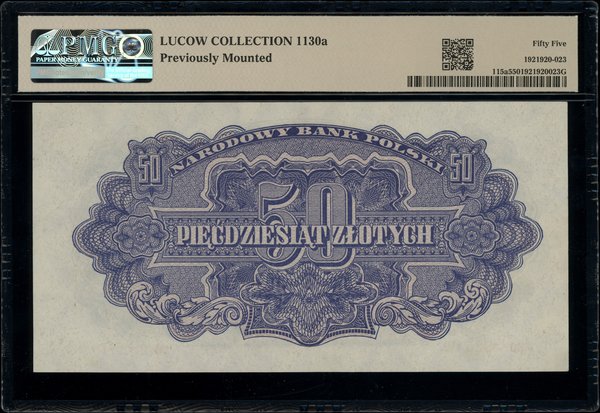 PMG
PAPER MONEY GUARANTY
LUCOW COLLECTION 1130a
Previously Mounted
Fifty Five
1921920-023
115a5501921920023G
NARODOWY BANK POLSKI
50
50
50
PIĘĆDZIESIĄT ZŁOTYCH